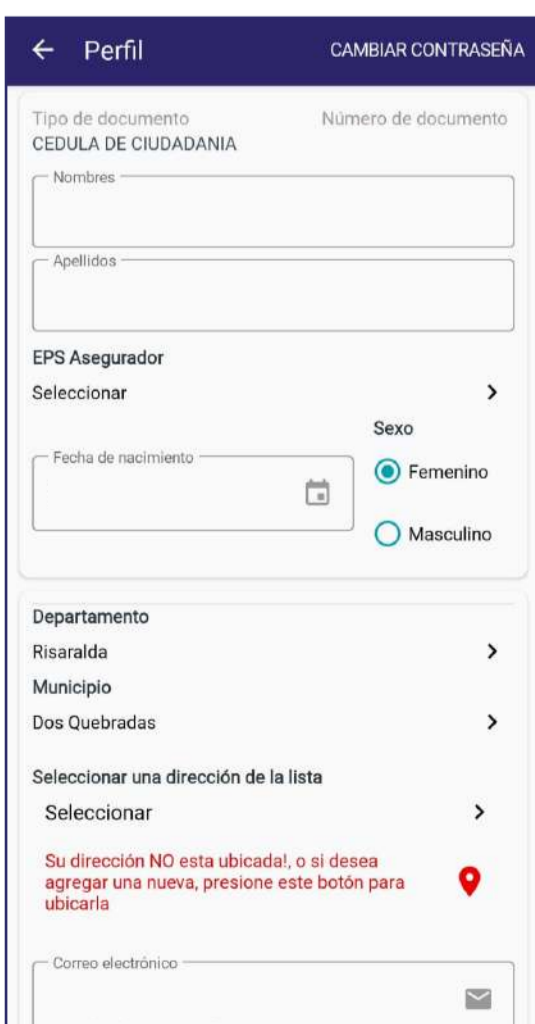 Perfil
CAMBIAR CONTRASEÑA
Tipo de documento
Número de documento
CEDULA DE CIUDADANIA
Nombres
Apellidos
EPS Asegurador
Seleccionar
Sexo
Fecha de nacimiento
Femenino
Masculino
Departamento
Risaralda
Municipio
Dos Quebradas
Seleccionar una dirección de la lista
Seleccionar
Su dirección NO esta ubicada!, o si desea
agregar una nueva, presione este botón para
ubicarla
Correo electrónico